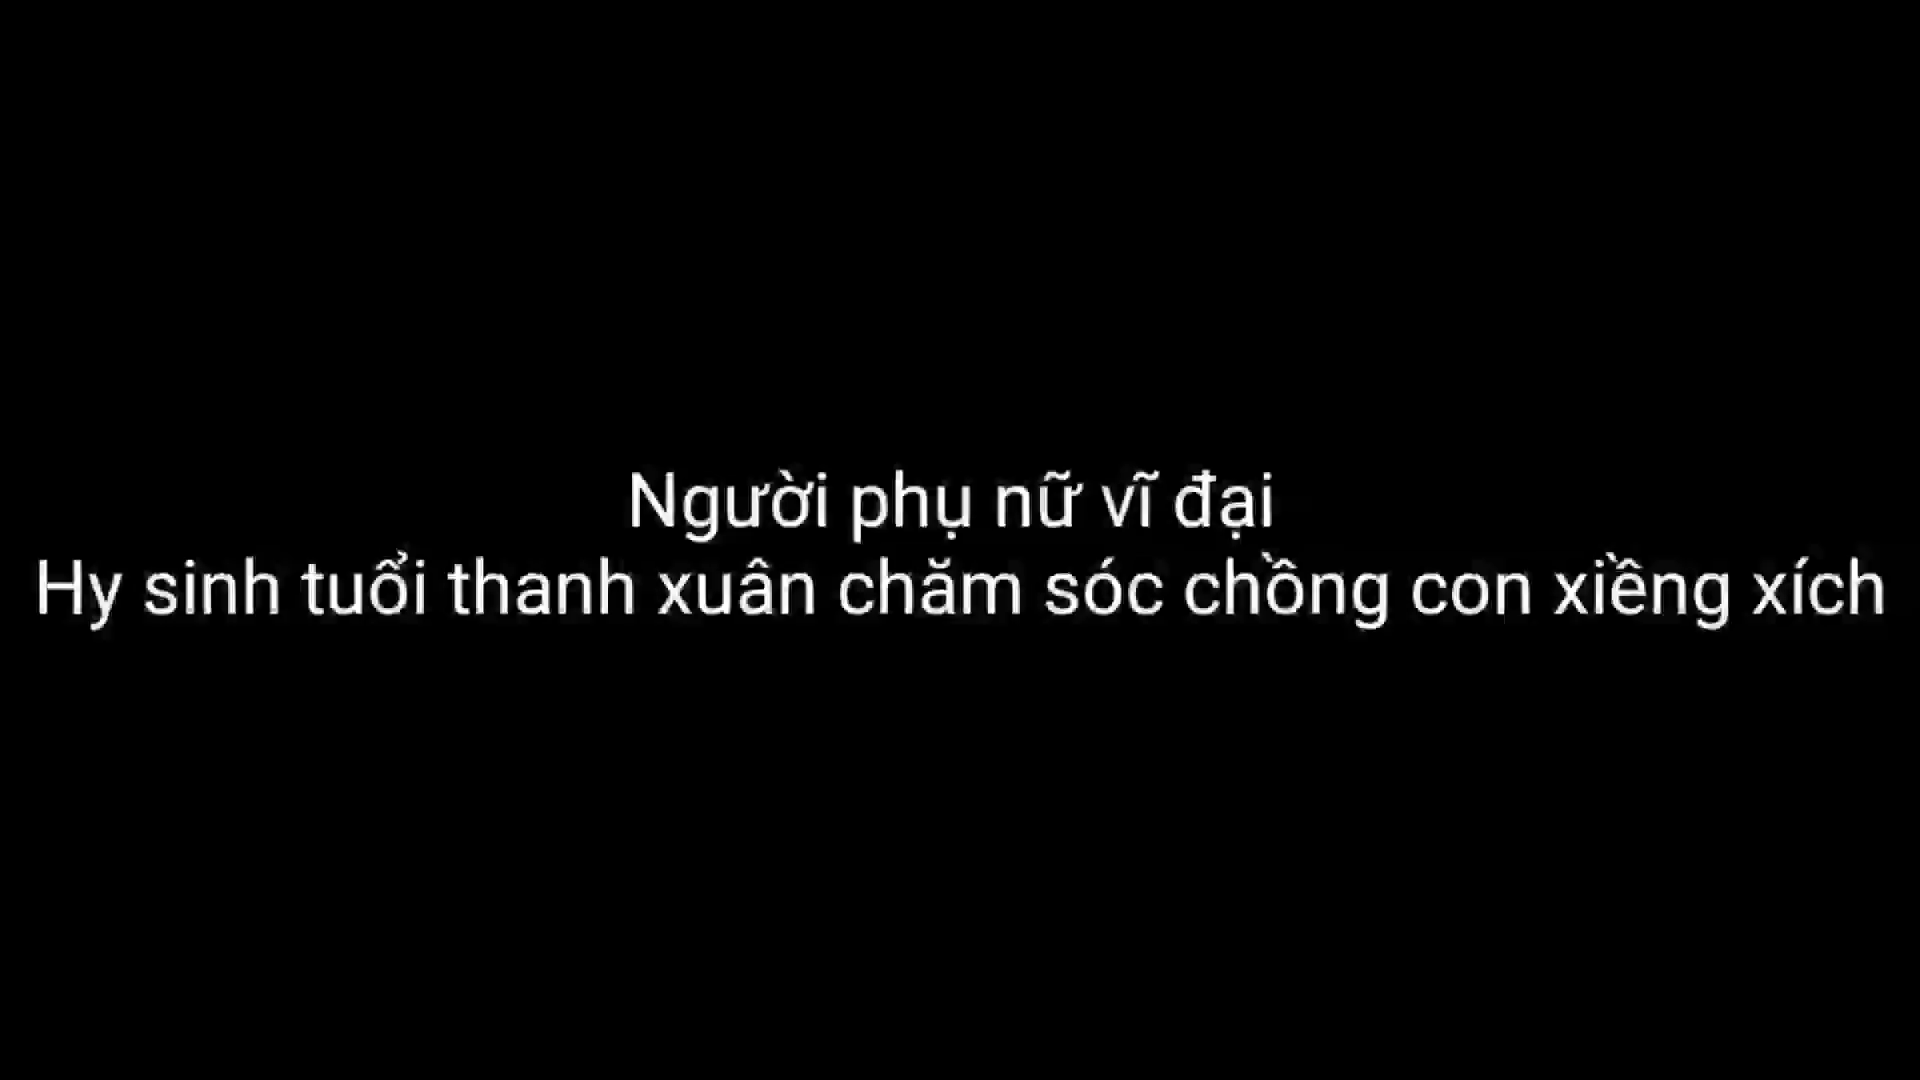 Người phụ nữ vĩ đại
Hy sinh tuổi thanh xuân chăm sóc chồng con xiềng xích